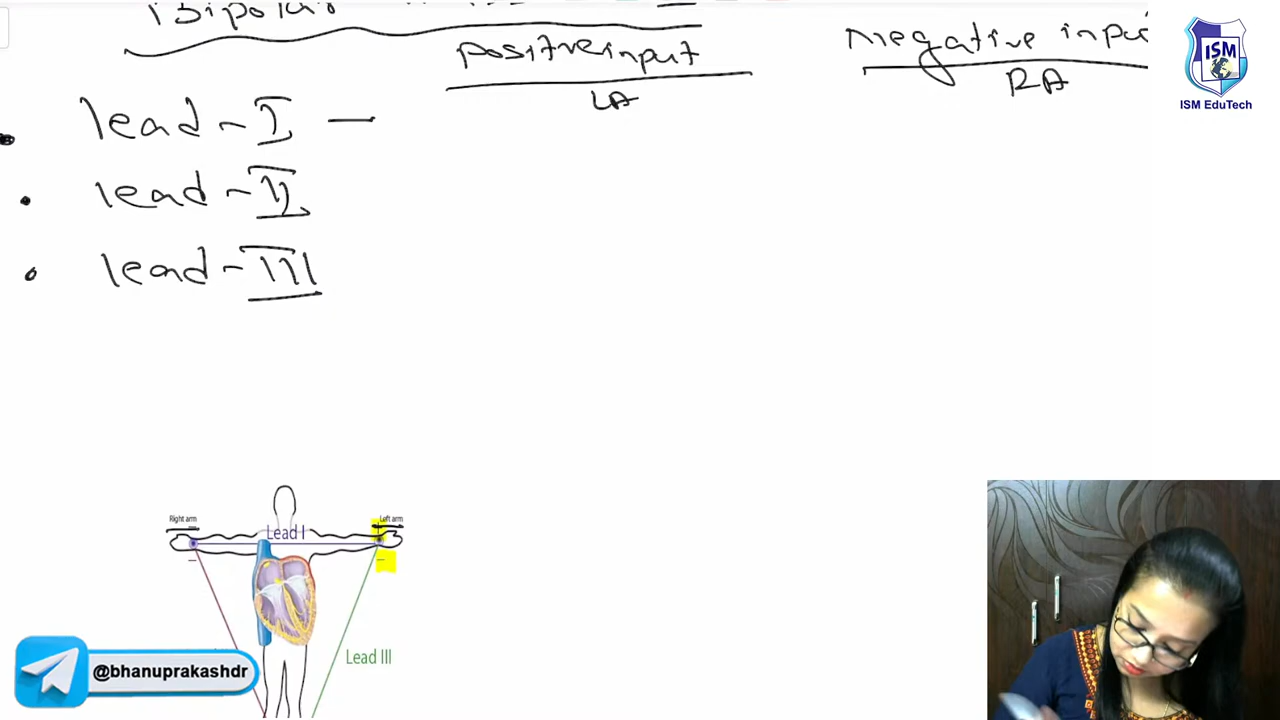 Bipolar
positive input
negative inpu
LA
RA
lead - I —
lead - II
lead - III
ISM
ISM EduTech
Right arm
Left arm
Lead I
Lead III
@bhanuprakashdr